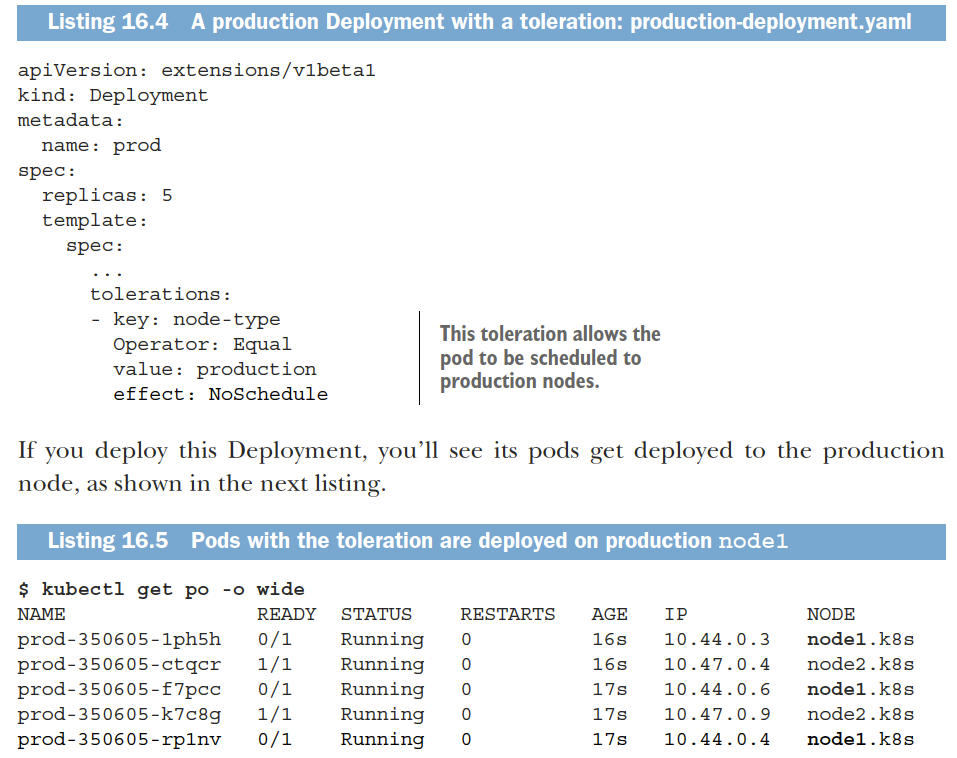 Listing 16.4 A production Deployment with a toleration: production-deployment.yaml
apiVersion: extensions/v1beta1
kind: Deployment
metadata:
  name: prod
spec:
  replicas: 5
  template:
    spec:
      ...
      tolerations:
      - key: node-type
        Operator: Equal
        value: production
        effect: NoSchedule
This toleration allows the
pod to be scheduled to
production nodes.
If you deploy this Deployment, you'll see its pods get deployed to the production
node, as shown in the next listing.
Listing 16.5 Pods with the toleration are deployed on production node1
$ kubectl get po -o wide
NAME READY STATUS RESTARTS AGE IP NODE
prod-350605-1ph5h 0/1 Running 0 16s 10.44.0.3 node1.k8s
prod-350605-ctqcr 1/1 Running 0 16s 10.47.0.4 node2.k8s
prod-350605-f7pcc 0/1 Running 0 17s 10.44.0.6 node1.k8s
prod-350605-k7c8g 1/1 Running 0 17s 10.47.0.9 node2.k8s
prod-350605-rp1nv 0/1 Running 0 17s 10.44.0.4 node1.k8s